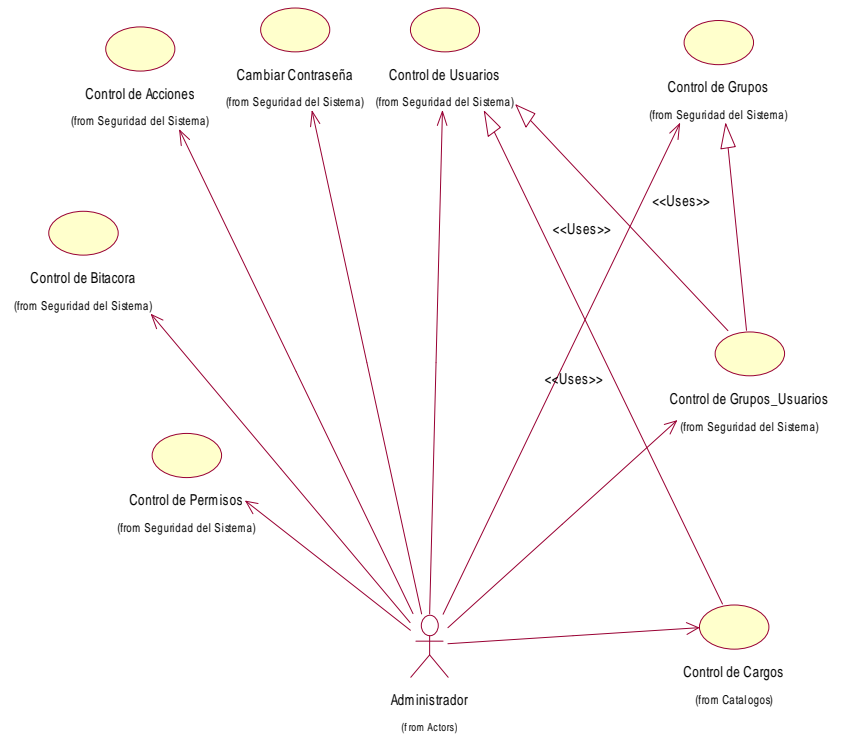 Control de Acciones
(from Seguridad del Sistema)
Cambiar Contraseña
(from Seguridad del Sistema)
Control de Usuarios
(from Seguridad del Sistema)
Control de Grupos
(from Seguridad del Sistema)
<<Uses>>
<<Uses>>
Control de Bitacora
(from Seguridad del Sistema)
<<Uses>>
Control de Grupos_Usuarios
(from Seguridad del Sistema)
Control de Permisos
(from Seguridad del Sistema)
Control de Cargos
(from Catalogos)
Administrador
(from Actors)